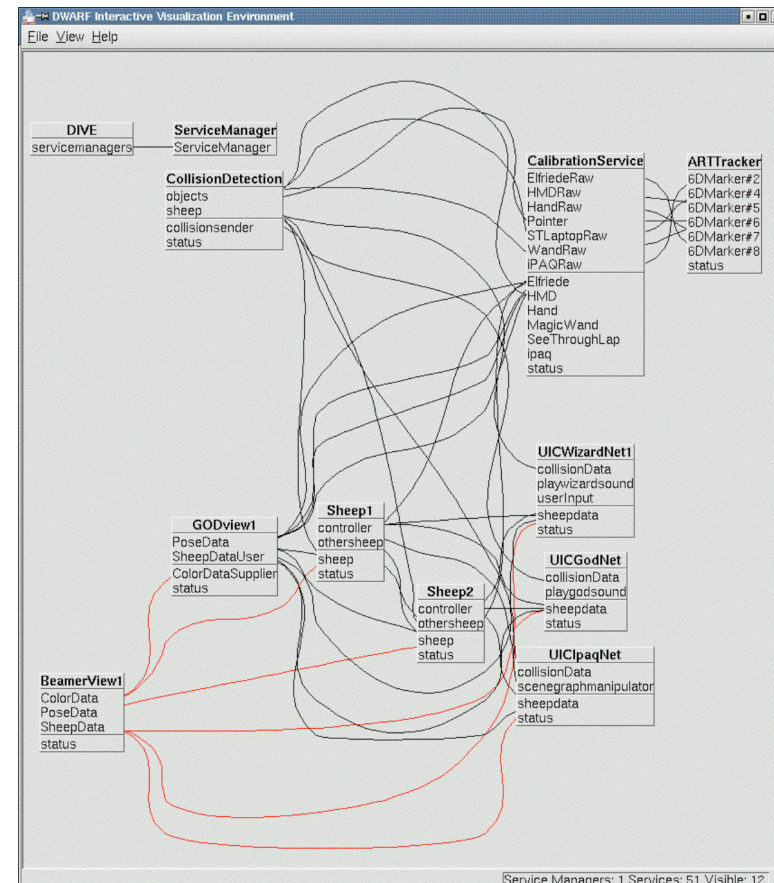 DWARF Interactive Visualization Environment
File View Help
DIVE
servicemanagers
ServiceManager
ServiceManager
CollisionDetection
objects
sheep
collisionsender
status
CalibrationService
ElfriedeRaw
HMDRaw
HandRaw
Pointer
STLaptopRaw
WandRaw
iPAQRaw
Elfriede
HMD
Hand
MagicWand
SeeThroughLap
ipaq
status
ARTTracker
6DMarker#2
6DMarker#4
6DMarker#5
6DMarker#6
6DMarker#7
6DMarker#8
status
UICWizardNet1
collisionData
playwizardsound
userInput
sheepdata
status
GODview1
PoseData
SheepDataUser
ColorDataSupplier
status
Sheep1
controller
othersheep
sheep
status
UICGodNet
collisionData
playgodsound
sheepdata
status
Sheep2
controller
othersheep
sheep
status
UICIpaqNet
collisionData
scenegraphmanipulator
sheepdata
status
BeamerView1
ColorData
PoseData
SheepData
status
Service Managers: 1 Services: 51 Visible: 12